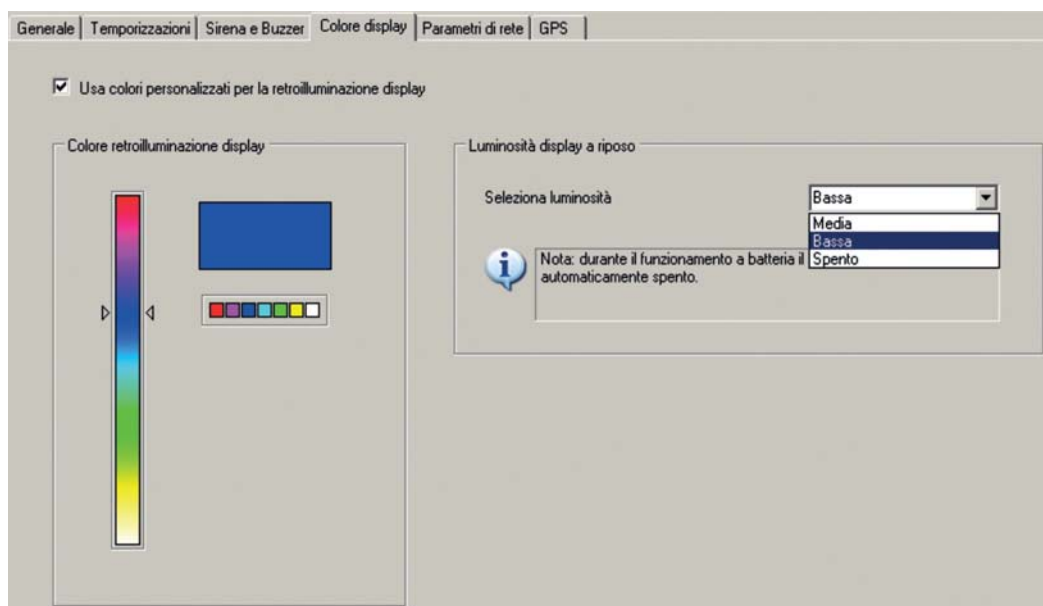 Generale
Temporizzazioni
Sirena e Buzzer
Colore display
Parametri di rete
GPS
Usa colori personalizzati per la retroilluminazione display
Colore retroilluminazione display
Luminosità display a riposo
Seleziona luminosità
Bassa
Media
Bassa
Spento
Nota: durante il funzionamento a batteria il
automaticamente spento.